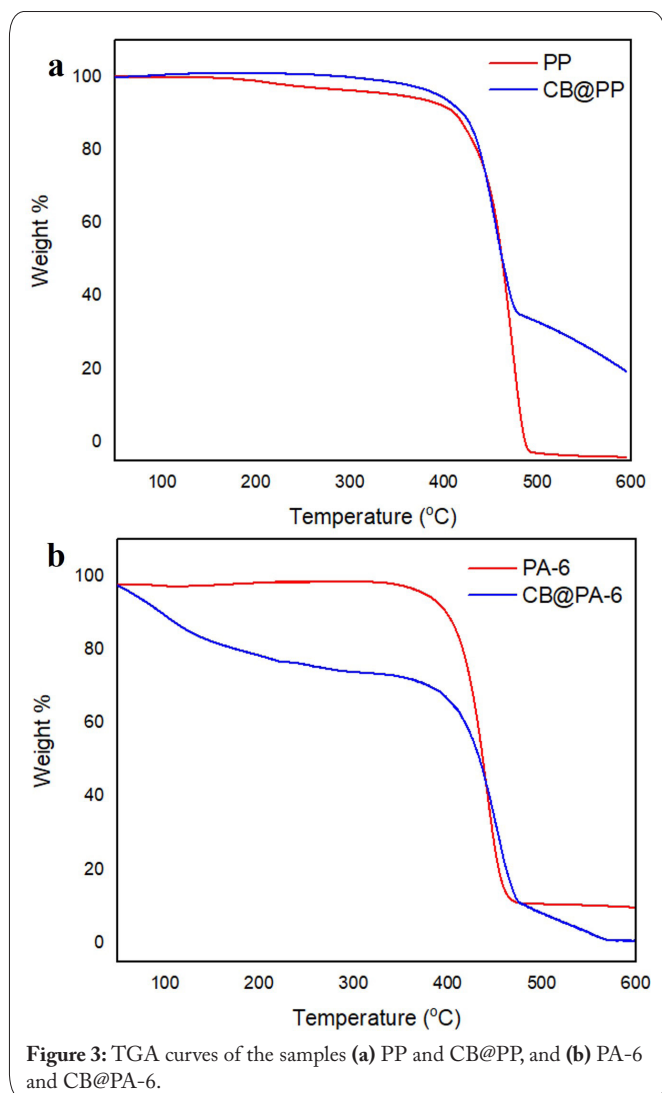 a
PP
CB@PP
100
80
60
40
20
0
Weight %
100 200 300 400 500 600
Temperature (°C)
b
PA-6
CB@PA-6
100
80
60
40
20
0
Weight %
100 200 300 400 500 600
Temperature (°C)
Figure 3: TGA curves of the samples (a) PP and CB@PP, and (b) PA-6
and CB@PA-6.